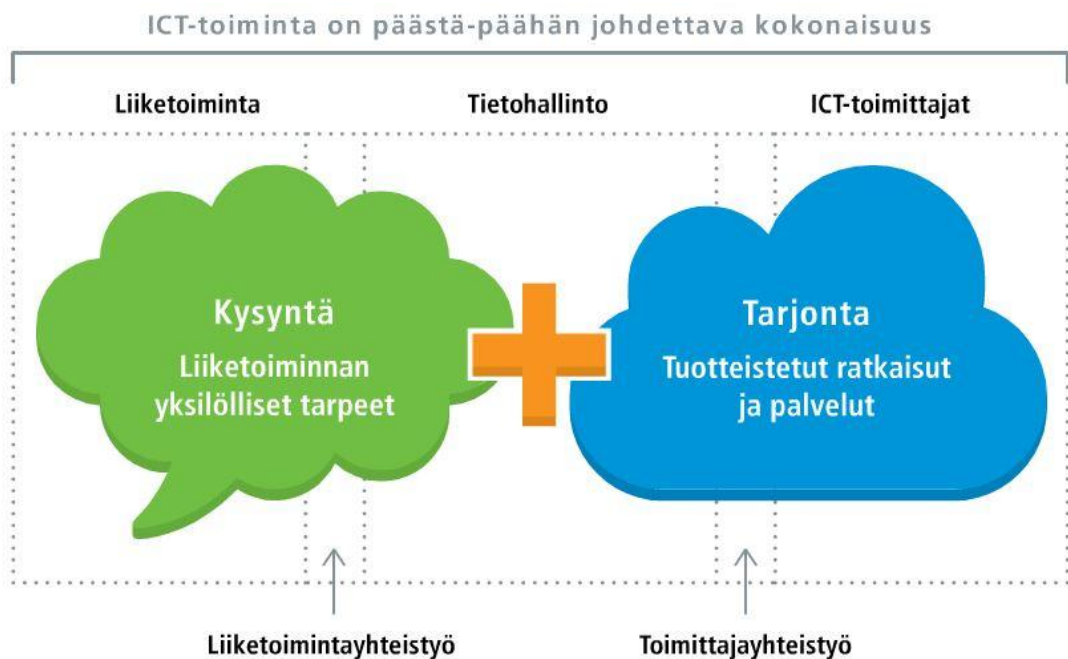 ICT-toiminta on päästä-päähän johdettava kokonaisuus
Liiketoiminta
Tietohallinto
ICT-toimittajat
Kysyntä
Liiketoiminnan
yksilölliset tarpeet
Tarjonta
Tuotteistetut ratkaisut
ja palvelut
Liiketoimintayhteistyö
Toimittajayhteistyö